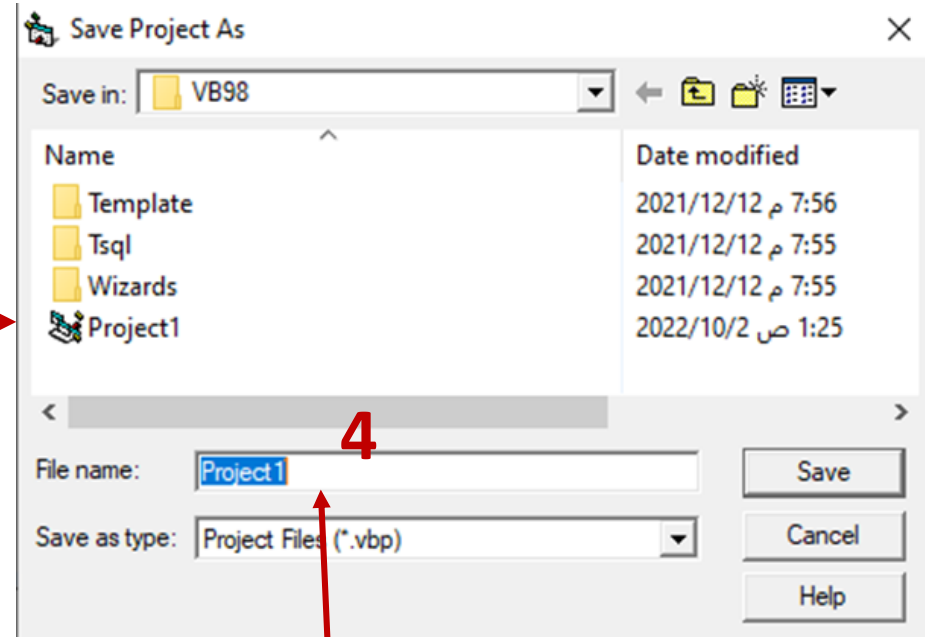 Save Project As
Save in: VB98
Name Date modified
Template 2021/12/12 م 7:56
Tsql 2021/12/12 م 7:55
Wizards 2021/12/12 م 7:55
Project1 2022/10/2 ص 1:25
4
File name: Project1 Save
Save as type: Project Files (*.vbp) Cancel
Help